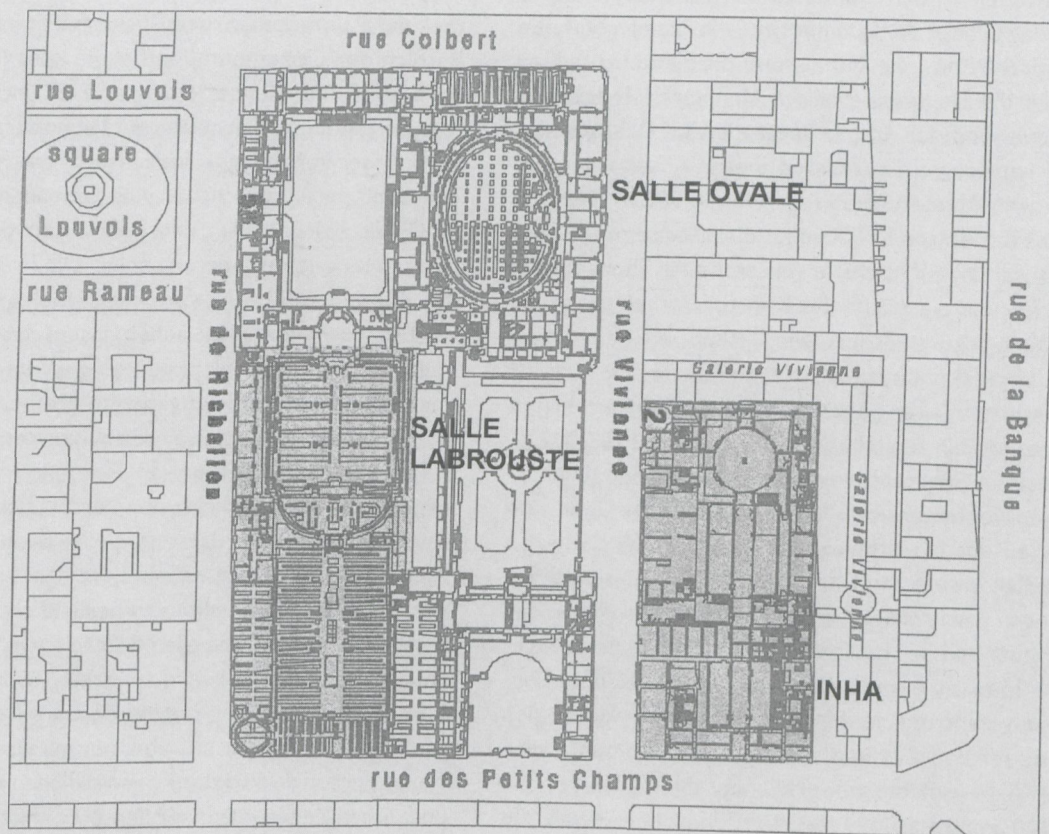 rue Colbert
rue Louvois
square
Louvois
SALLE OVALE
rue Rameau
rue de Richelieu
rue Vivienne
rue de la Banque
Galerie Vivienne
2
SALLE
LABROUSTE
Galerie Vivienne
INHA
rue des Petits Champs